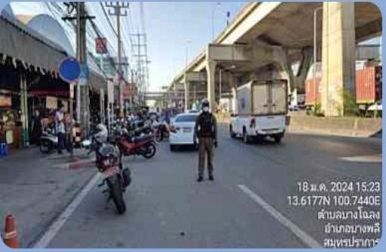 18 ม.ค. 2024 15:23
13.6177N 100.7440E
ตำบลบางโฉลง
อำเภอบางพลี
สมุทรปราการ